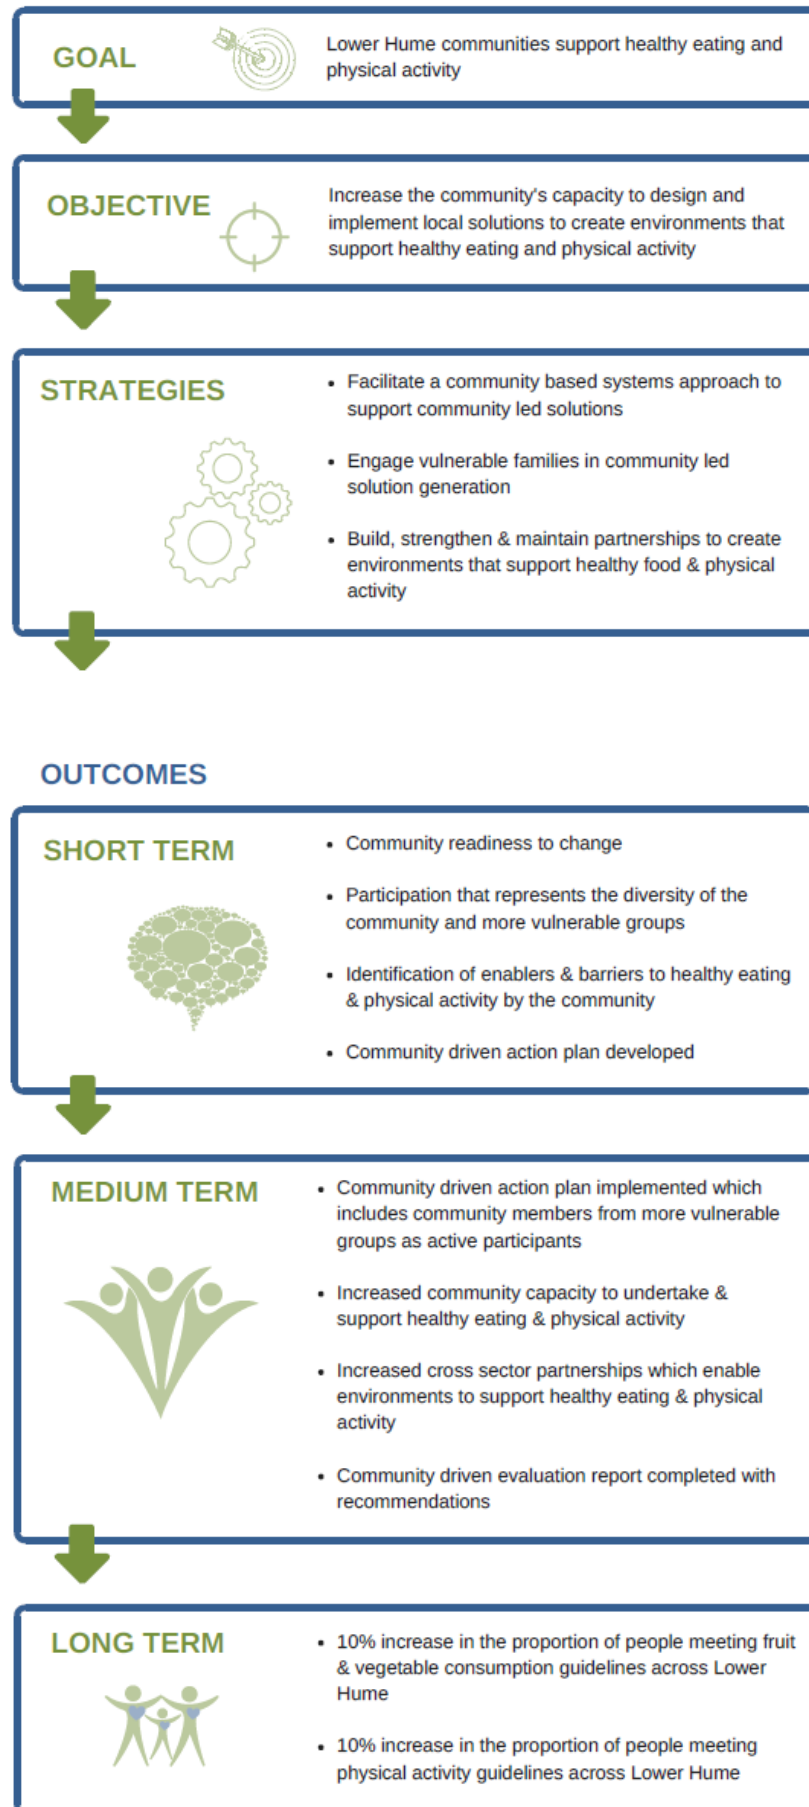 GOAL
Lower Hume communities support healthy eating and
physical activity
OBJECTIVE
Increase the community's capacity to design and
implement local solutions to create environments that
support healthy eating and physical activity
STRATEGIES
• Facilitate a community based systems approach to
support community led solutions
• Engage vulnerable families in community led
solution generation
• Build, strengthen & maintain partnerships to create
environments that support healthy food & physical
activity
OUTCOMES
SHORT TERM
• Community readiness to change
• Participation that represents the diversity of the
community and more vulnerable groups
• Identification of enablers & barriers to healthy eating
& physical activity by the community
• Community driven action plan developed
MEDIUM TERM
• Community driven action plan implemented which
includes community members from more vulnerable
groups as active participants
• Increased community capacity to undertake &
support healthy eating & physical activity
• Increased cross sector partnerships which enable
environments to support healthy eating & physical
activity
• Community driven evaluation report completed with
recommendations
LONG TERM
• 10% increase in the proportion of people meeting fruit
& vegetable consumption guidelines across Lower
Hume
• 10% increase in the proportion of people meeting
physical activity guidelines across Lower Hume